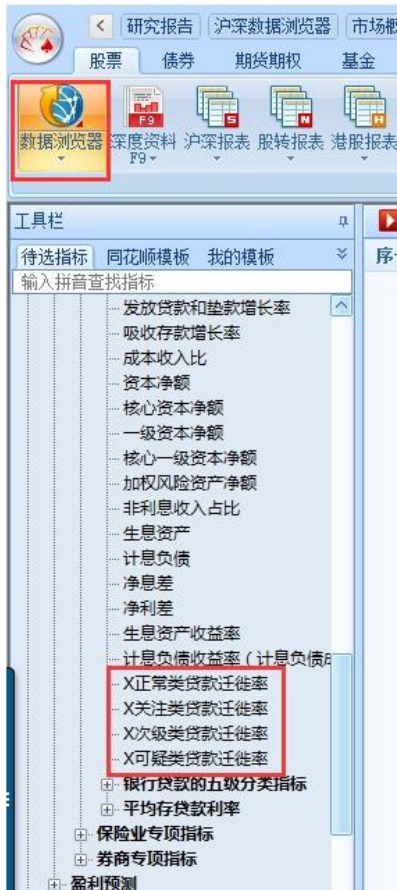 研究报告 沪深数据浏览器 市场概
股票 债券 期货期权 基金
数据浏览器 深度资料 沪深报表 股转报表 港股报表
F9
工具栏
待选指标 同花顺模板 我的模板
序
输入拼音查找指标
发放贷款和垫款增长率
吸收存款增长率
成本收入比
资本净额
核心资本净额
一级资本净额
核心一级资本净额
加权风险资产净额
非利息收入占比
生息资产
计息负债
净息差
净利差
生息资产收益率
计息负债收益率(计息负债成
X正常类贷款迁徙率
X关注类贷款迁徙率
X次级类贷款迁徙率
X可疑类贷款迁徙率
银行贷款的五级分类指标
平均存贷款利率
保险业专项指标
券商专项指标
盈利预测